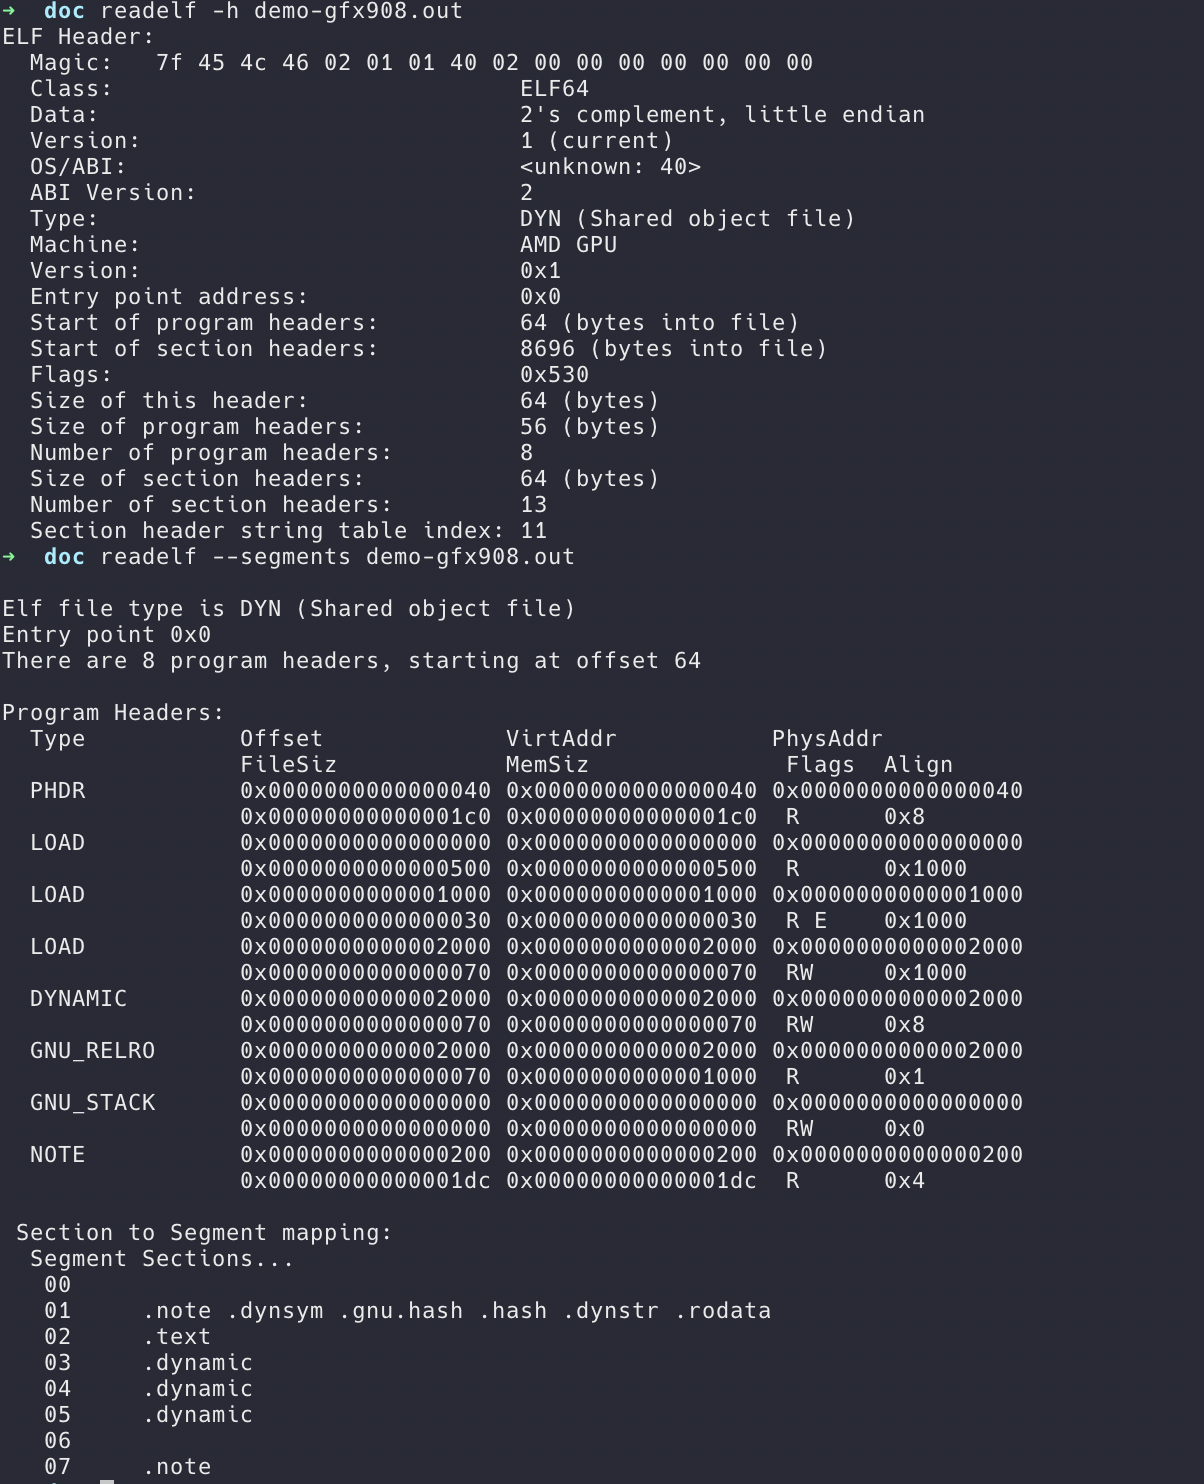 ➜  doc readelf -h demo-gfx908.out
ELF Header:
  Magic:   7f 45 4c 46 02 01 01 40 02 00 00 00 00 00 00 00
  Class:                             ELF64
  Data:                              2's complement, little endian
  Version:                           1 (current)
  OS/ABI:                            <unknown: 40>
  ABI Version:                       2
  Type:                              DYN (Shared object file)
  Machine:                           AMD GPU
  Version:                           0x1
  Entry point address:               0x0
  Start of program headers:          64 (bytes into file)
  Start of section headers:          8696 (bytes into file)
  Flags:                             0x530
  Size of this header:               64 (bytes)
  Size of program headers:           56 (bytes)
  Number of program headers:         8
  Size of section headers:           64 (bytes)
  Number of section headers:         13
  Section header string table index: 11
➜  doc readelf --segments demo-gfx908.out

Elf file type is DYN (Shared object file)
Entry point 0x0
There are 8 program headers, starting at offset 64

Program Headers:
  Type           Offset             VirtAddr           PhysAddr
                 FileSiz            MemSiz              Flags  Align
  PHDR           0x0000000000000040 0x0000000000000040 0x0000000000000040
                 0x00000000000001c0 0x00000000000001c0  R      0x8
  LOAD           0x0000000000000000 0x0000000000000000 0x0000000000000000
                 0x0000000000000500 0x0000000000000500  R      0x1000
  LOAD           0x0000000000001000 0x0000000000001000 0x0000000000001000
                 0x0000000000000030 0x0000000000000030  R E    0x1000
  LOAD           0x0000000000002000 0x0000000000002000 0x0000000000002000
                 0x0000000000000070 0x0000000000000070  RW     0x1000
  DYNAMIC        0x0000000000002000 0x0000000000002000 0x0000000000002000
                 0x0000000000000070 0x0000000000000070  RW     0x8
  GNU_RELRO      0x0000000000002000 0x0000000000002000 0x0000000000002000
                 0x0000000000000070 0x0000000000001000  R      0x1
  GNU_STACK      0x0000000000000000 0x0000000000000000 0x0000000000000000
                 0x0000000000000000 0x0000000000000000  RW     0x0
  NOTE           0x0000000000000200 0x0000000000000200 0x0000000000000200
                 0x00000000000001dc 0x00000000000001dc  R      0x4

 Section to Segment mapping:
  Segment Sections...
   00
   01     .note .dynsym .gnu.hash .hash .dynstr .rodata
   02     .text
   03     .dynamic
   04     .dynamic
   05     .dynamic
   06
   07     .note